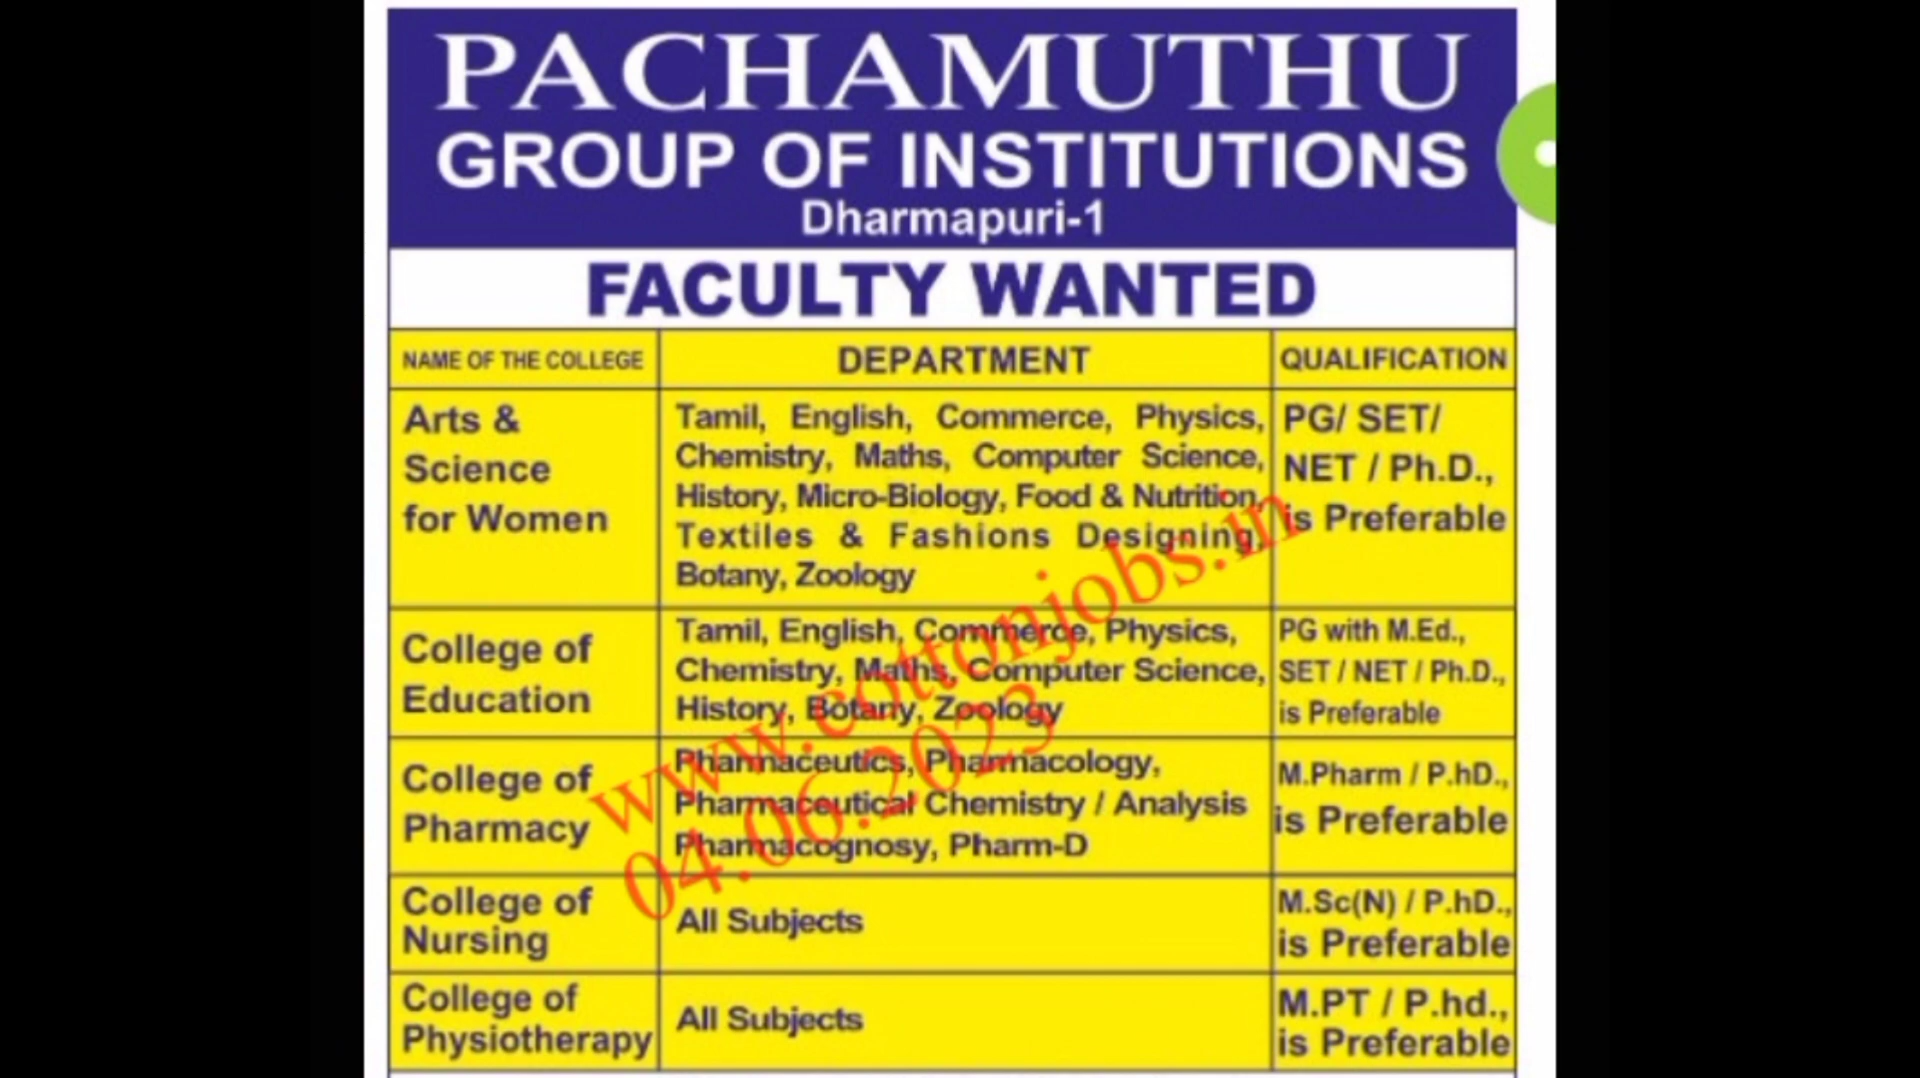 PACHAMUTHU
GROUP OF INSTITUTIONS
Dharmapuri-1
FACULTY WANTED
NAME OF THE COLLEGE
DEPARTMENT
QUALIFICATION
Arts &
Science
for Women
Tamil, English, Commerce, Physics,
Chemistry, Maths, Computer Science,
History, Micro-Biology, Food & Nutrition,
Textiles & Fashions Designing,
Botany, Zoology
PG/ SET/
NET / Ph.D.,
is Preferable
College of
Education
Tamil, English, Commerce, Physics,
Chemistry, Maths, Computer Science,
History, Botany, Zoology
PG with M.Ed.,
SET / NET / Ph.D.,
is Preferable
College of
Pharmacy
Pharmaceutics, Pharmacology,
Pharmaceutical Chemistry / Analysis
Pharmacognosy, Pharm-D
M.Pharm / P.hD.,
is Preferable
College of
Nursing
All Subjects
M.Sc(N) / P.hD.,
is Preferable
College of
Physiotherapy
All Subjects
M.PT / P.hd.,
is Preferable
www.cottonjobs.in
04.06.2023